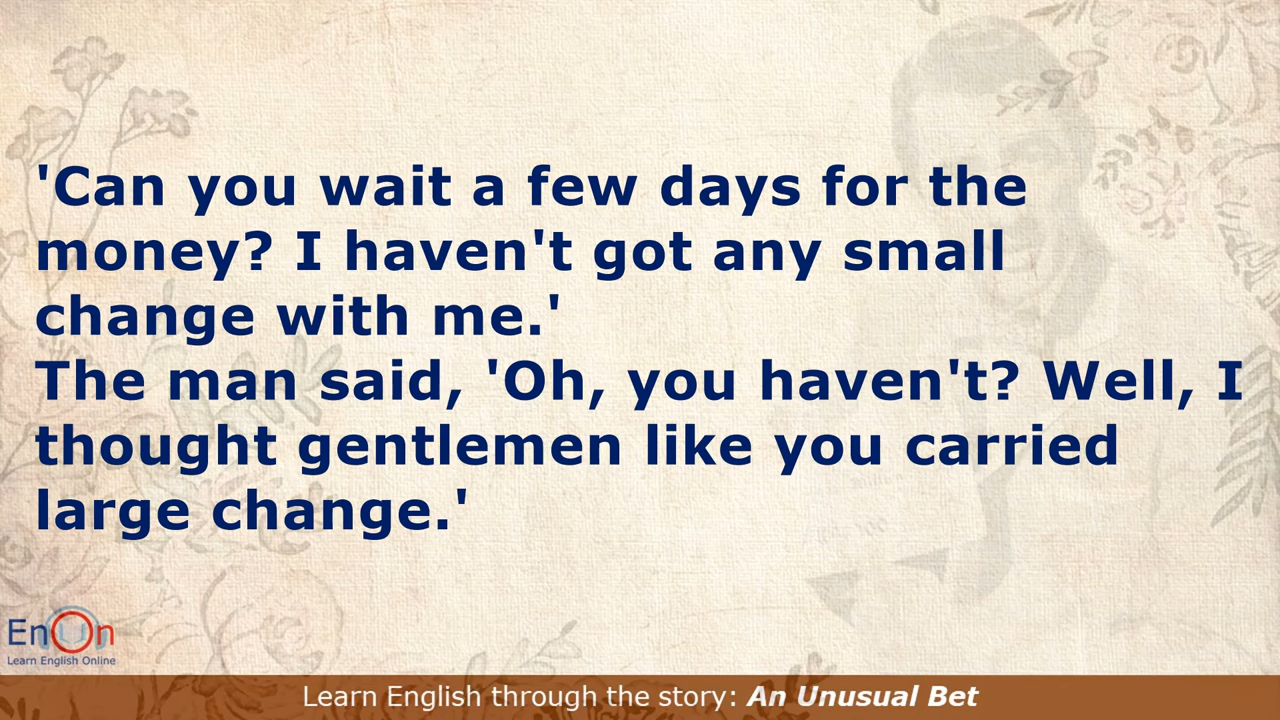 'Can you wait a few days for the
money? I haven't got any small
change with me.'
The man said, 'Oh, you haven't? Well, I
thought gentlemen like you carried
large change.'
EnOn
Learn English Online
Learn English through the story: An Unusual Bet